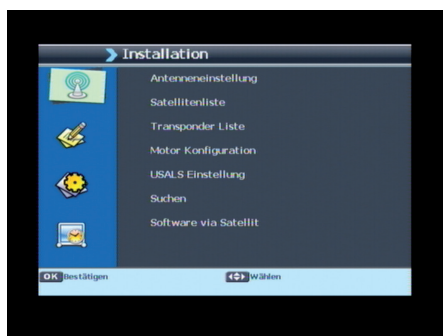 Installation
Antenneneinstellung
Satellitenliste
Transponder Liste
Motor Konfiguration
USALS Einstellung
Suchen
Software via Satellit
OK Bestätigen
Wählen